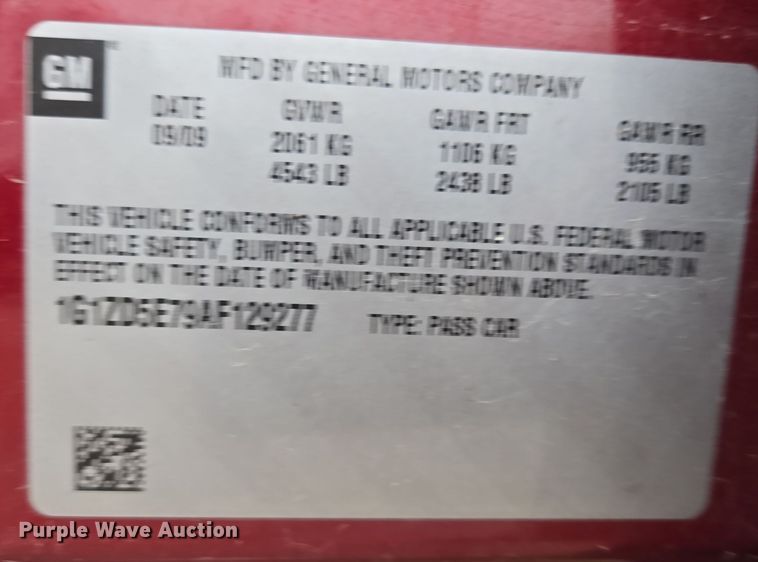 GM
MFD BY GENERAL MOTORS COMPANY
DATE GVWR GAWR FRT GAWR RR
09/09 2061 KG 1106 KG 955 KG
4543 LB 2438 LB 2105 LB
THIS VEHICLE CONFORMS TO ALL APPLICABLE U.S. FEDERAL MOTOR
VEHICLE SAFETY, BUMPER, AND THEFT PREVENTION STANDARDS IN
EFFECT ON THE DATE OF MANUFACTURE SHOWN ABOVE.
1G1ZD5E79AF129277 TYPE: PASS CAR
Purple Wave Auction